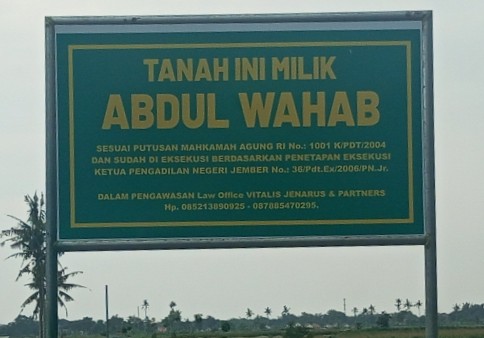 TANAH INI MILIK
ABDUL WAHAB
SESUAI PUTUSAN MAHKAMAH AGUNG RI No.: 1001 K/PDT/2004
DAN SUDAH DI EKSEKUSI BERDASARKAN PENETAPAN EKSEKUSI
KETUA PENGADILAN NEGERI JEMBER No.: 36/Pdt.Ex/2006/PN.Jr.
DALAM PENGAWASAN Law Office VITALIS JENARUS & PARTNERS
Hp. 085213890925 - 087885470295.